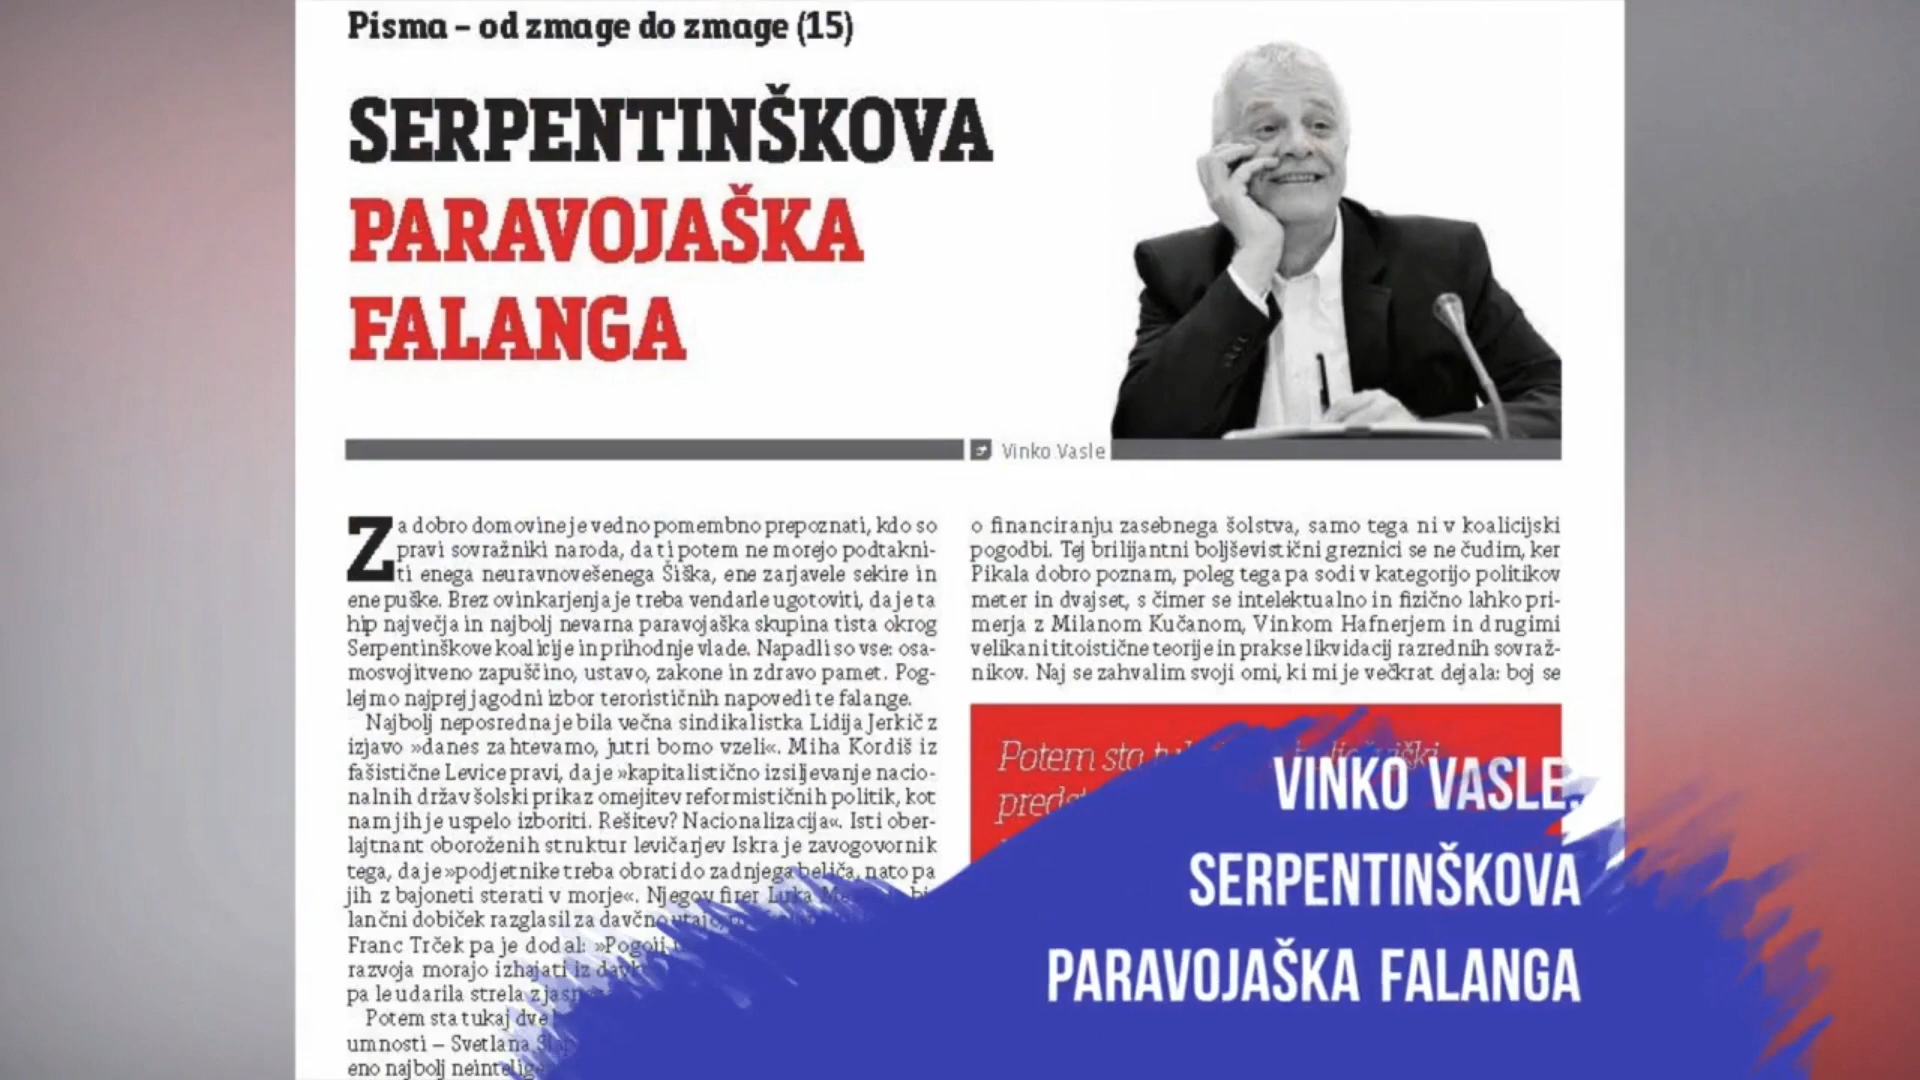 Pisma – od zmage do zmage (15)
SERPENTINŠKOVA
PARAVOJAŠKA
FALANGA
Vinko Vasle
Za dobro domovine je vedno pomembno prepoznati, kdo so
pravi sovražniki naroda, da ti potem ne morejo podtakni-
ti enega neuravnovešenega Šiška, ene zarjavele sekire in
ene puške. Brez ovinkarjenja je treba vendarle ugotoviti, da je ta
hip največja in najbolj nevarna paravojaška skupina tista okrog
Serpentinškove koalicije in prihodnje vlade. Napadli so vse: osa-
mosvojitveno zapuščino, ustavo, zakone in zdravo pamet. Pog-
lejmo najprej jagodni izbor terorističnih napovedi te falange.
Najbolj neposredna je bila večna sindikalistka Lidija Jerkič z
izjavo »danes zahtevamo, jutri bomo vzeli«. Miha Kordiš iz
fašistične Levice pravi, da je »kapitalistično izsiljevanje nacio-
nalnih držav šolski prikaz omejitev reformističnih politik, kot
nam jih je uspelo izboriti. Rešitev? Nacionalizacija«. Isti ober-
lajtnant oboroženih struktur levičarjev Iskra je zavogovornik
tega, da je »podjetnike treba obrati do zadnjega beliča, nato pa
jih z bajoneti sterati v morje«. Njegov firer Luka
lančni dobiček razglasil za davčno
Franc Trček pa je dodal: »Pogoji
razvoja morajo izhajati iz
pa le udarila strela z
Potem sta tukaj dve
umnosti – Svetlana
eno najbolj
o financiranju zasebnega šolstva, samo tega ni v koalicijski
pogodbi. Tej briljantni boljševistični greznici se ne čudim, ker
Pikala dobro poznam, poleg tega pa sodi v kategorijo politikov
meter in dvajset, s čimer se intelektualno in fizično lahko pri-
merja z Milanom Kučanom, Vinkom Hafnerjem in drugimi
velikani titoistične teorije in prakse likvidacij razrednih sovraž-
nikov. Naj se zahvalim svoji omi, ki mi je večkrat dejala: boj se
Potem sta
VINKO VASLE,
SERPENTINŠKOVA
PARAVOJAŠKA FALANGA